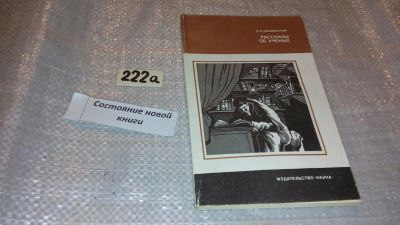 222а
Состояние новой
книги
РАССКАЗЫ
ОБ УЧЕНЫХ
ИЗДАТЕЛЬСТВО «НАУКА»